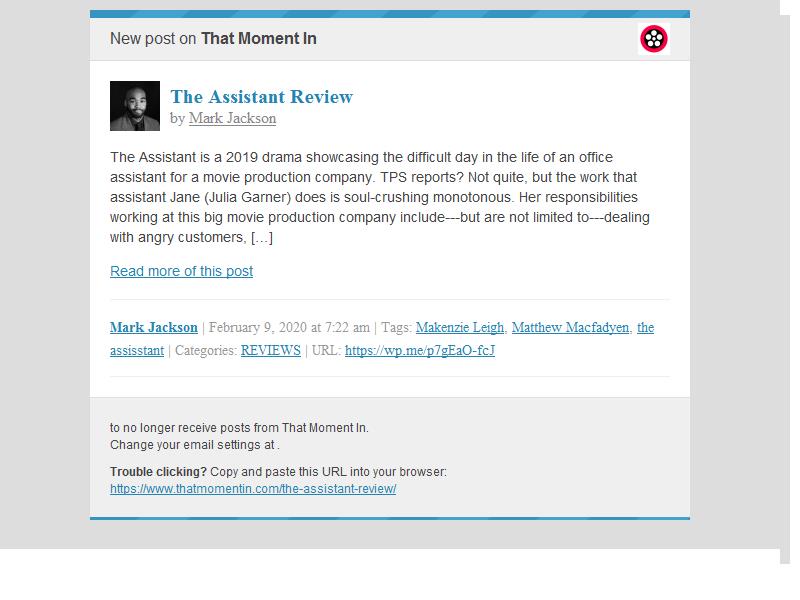 New post on That Moment In
The Assistant Review
by Mark Jackson
The Assistant is a 2019 drama showcasing the difficult day in the life of an office
assistant for a movie production company. TPS reports? Not quite, but the work that
assistant Jane (Julia Garner) does is soul-crushing monotonous. Her responsibilities
working at this big movie production company include---but are not limited to---dealing
with angry customers, […]
Read more of this post
Mark Jackson | February 9, 2020 at 7:22 am | Tags: Makenzie Leigh, Matthew Macfadyen, the
assisstant | Categories: REVIEWS | URL: https://wp.me/p7gEaO-fcJ
to no longer receive posts from That Moment In.
Change your email settings at .
Trouble clicking? Copy and paste this URL into your browser:
https://www.thatmomentin.com/the-assistant-review/